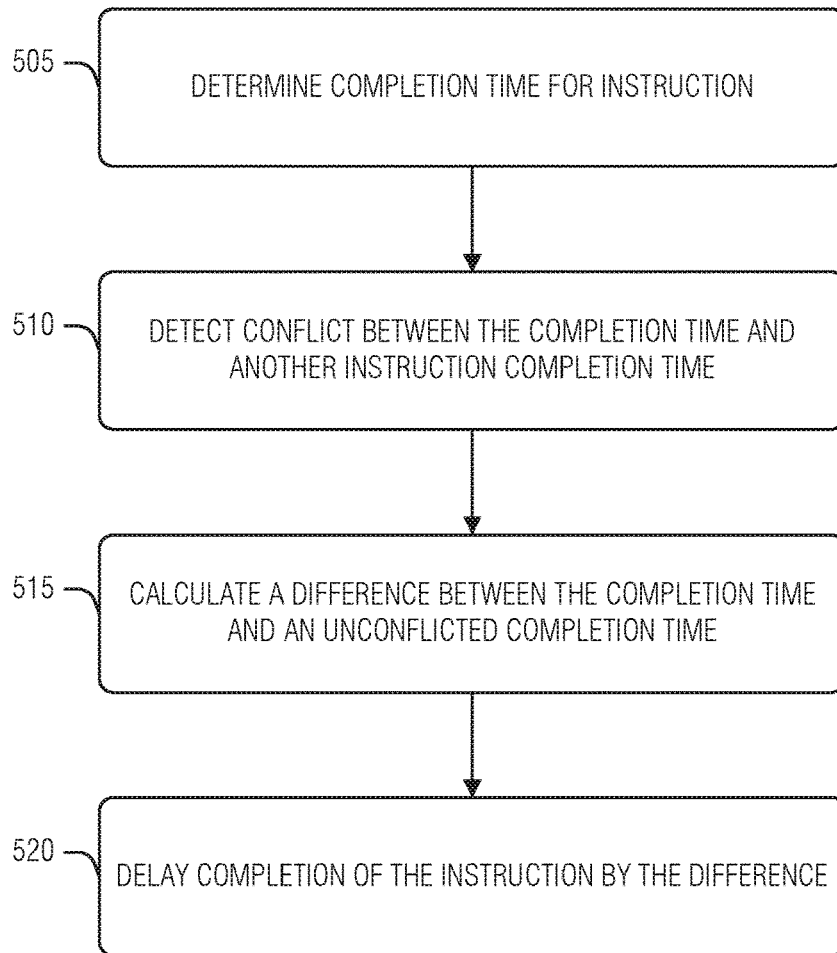 505
DETERMINE COMPLETION TIME FOR INSTRUCTION
510
DETECT CONFLICT BETWEEN THE COMPLETION TIME AND
ANOTHER INSTRUCTION COMPLETION TIME
515
CALCULATE A DIFFERENCE BETWEEN THE COMPLETION TIME
AND AN UNCONFLICTED COMPLETION TIME
520
DELAY COMPLETION OF THE INSTRUCTION BY THE DIFFERENCE